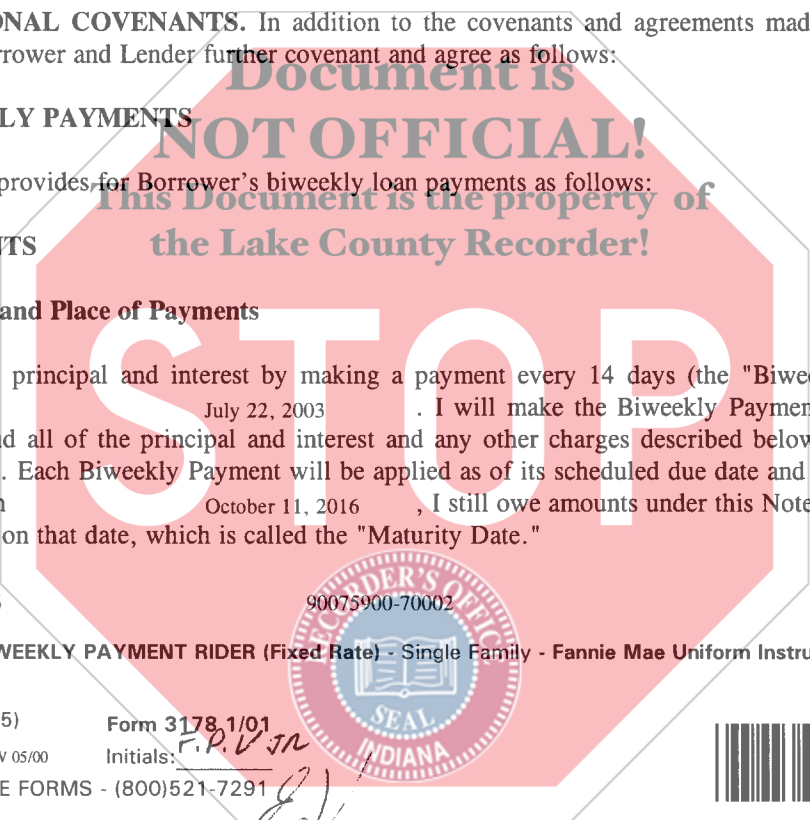 ONAL COVENANTS. In addition to the covenants and agreements mad
rrower and Lender further covenant and agree as follows:
Document is
LY PAYMENTS
NOT OFFICIAL!
provides for Borrower's biweekly loan payments as follows:
This Document is the property of
NTS
the Lake County Recorder!
and Place of Payments
STOP
principal and interest by making a payment every 14 days (the "Biwee
July 22, 2003 . I will make the Biweekly Paymen
d all of the principal and interest and any other charges described below
. Each Biweekly Payment will be applied as of its scheduled due date and
October 11, 2016 , I still owe amounts under this Note
on that date, which is called the "Maturity Date."
90075900-70002
RECORDER'S OFFICE
SEAL
INDIANA
WEEKLY PAYMENT RIDER (Fixed Rate) - Single Family - Fannie Mae Uniform Instru
5) Form 3178 1/01
05/00 Initials: F.P.V JR
E FORMS - (800)521-7291